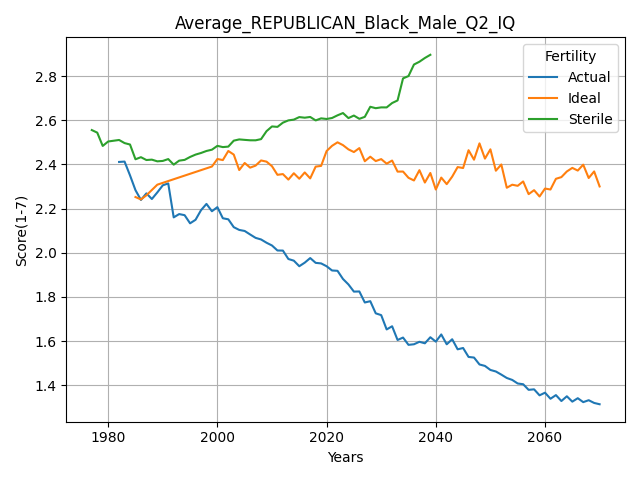 Average_REPUBLICAN_Black_Male_Q2_IQ
Fertility
Actual
Ideal
Sterile
Score(1-7)
2.8
2.6
2.4
2.2
2.0
1.8
1.6
1.4
1980
2000
2020
2040
2060
Years